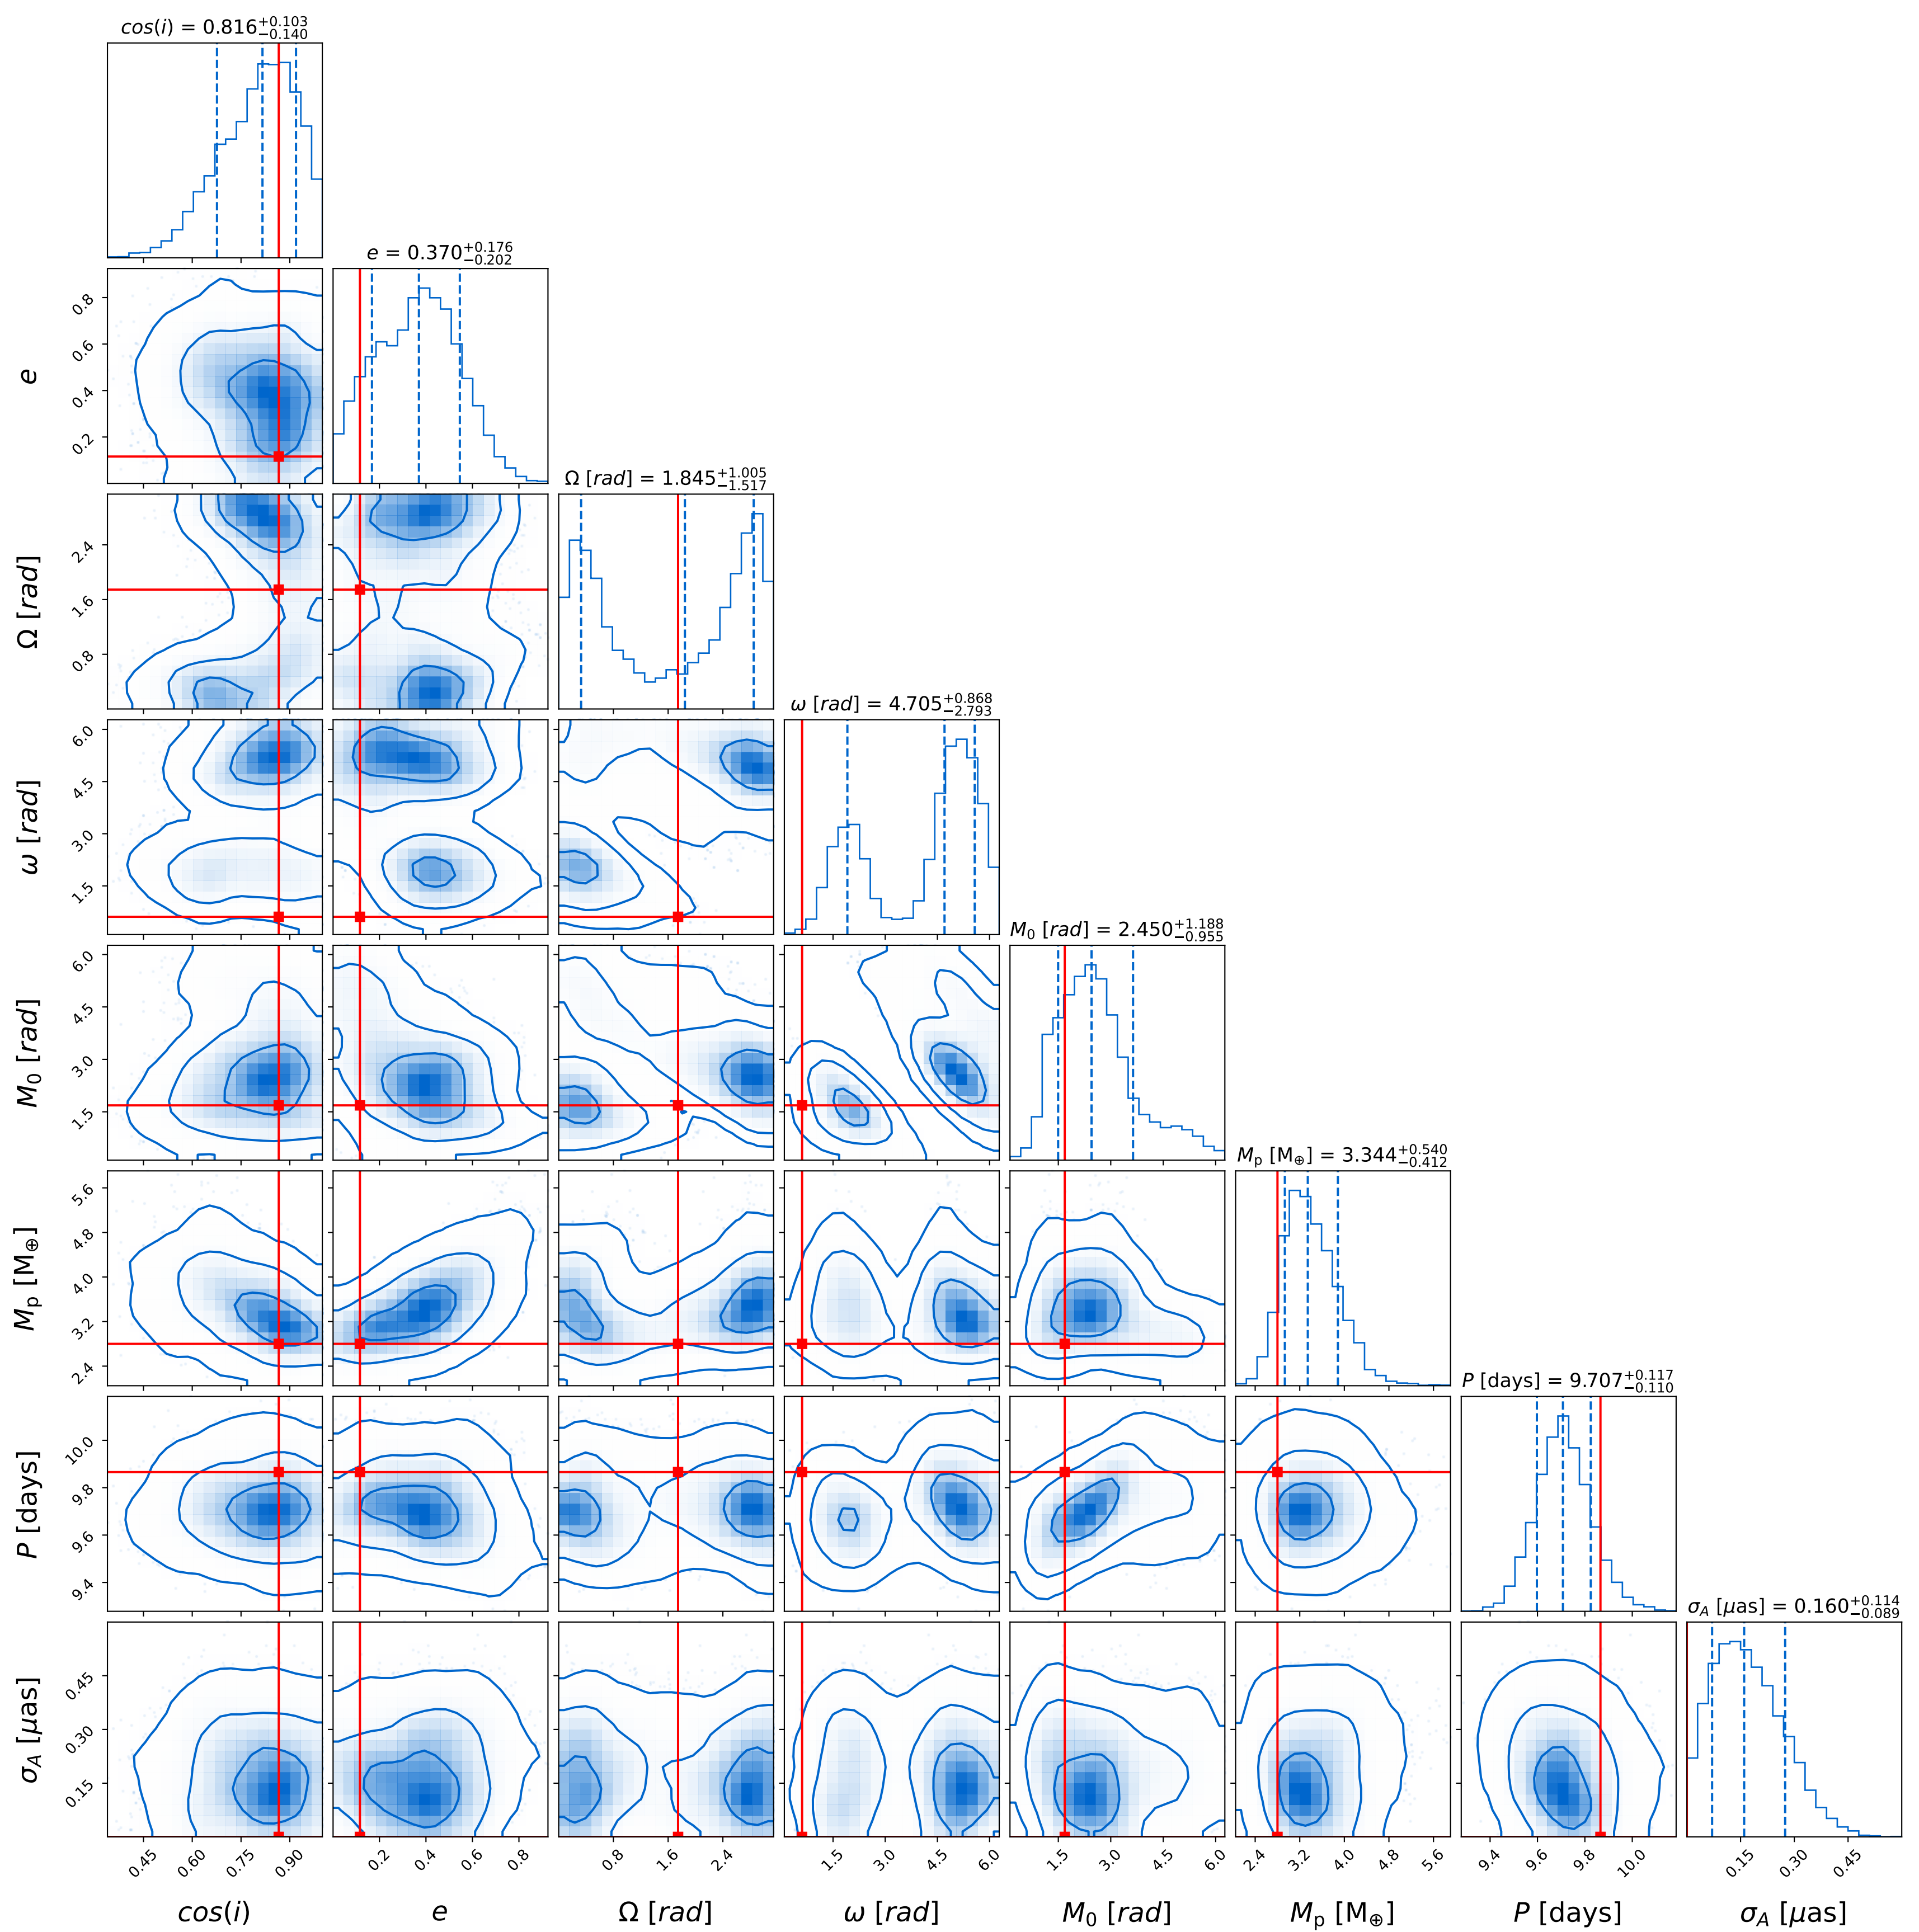 cos(i) = 0.816+0.103−0.140
e = 0.370+0.176−0.202
0.8
0.6
0.4
0.2
e
Ω [rad] = 1.845+1.005−1.517
2.4
1.6
0.8
Ω [rad]
ω [rad] = 4.705+0.868−2.793
6.0
4.5
3.0
1.5
ω [rad]
M0 [rad] = 2.450+1.188−0.955
6.0
4.5
3.0
1.5
M0 [rad]
Mp [M⊕] = 3.344+0.540−0.412
5.6
4.8
4.0
3.2
2.4
Mp [M⊕]
P [days] = 9.707+0.117−0.110
10.0
9.8
9.6
9.4
P [days]
σA [μas] = 0.160+0.114−0.089
0.45
0.30
0.15
σA [μas]
0.45 0.60 0.75 0.90 0.2 0.4 0.6 0.8 0.8 1.6 2.4 1.5 3.0 4.5 6.0 1.5 3.0 4.5 6.0 2.4 3.2 4.0 4.8 5.6 9.4 9.6 9.8 10.0 0.15 0.30 0.45
cos(i) e Ω [rad] ω [rad] M0 [rad] Mp [M⊕] P [days] σA [μas]